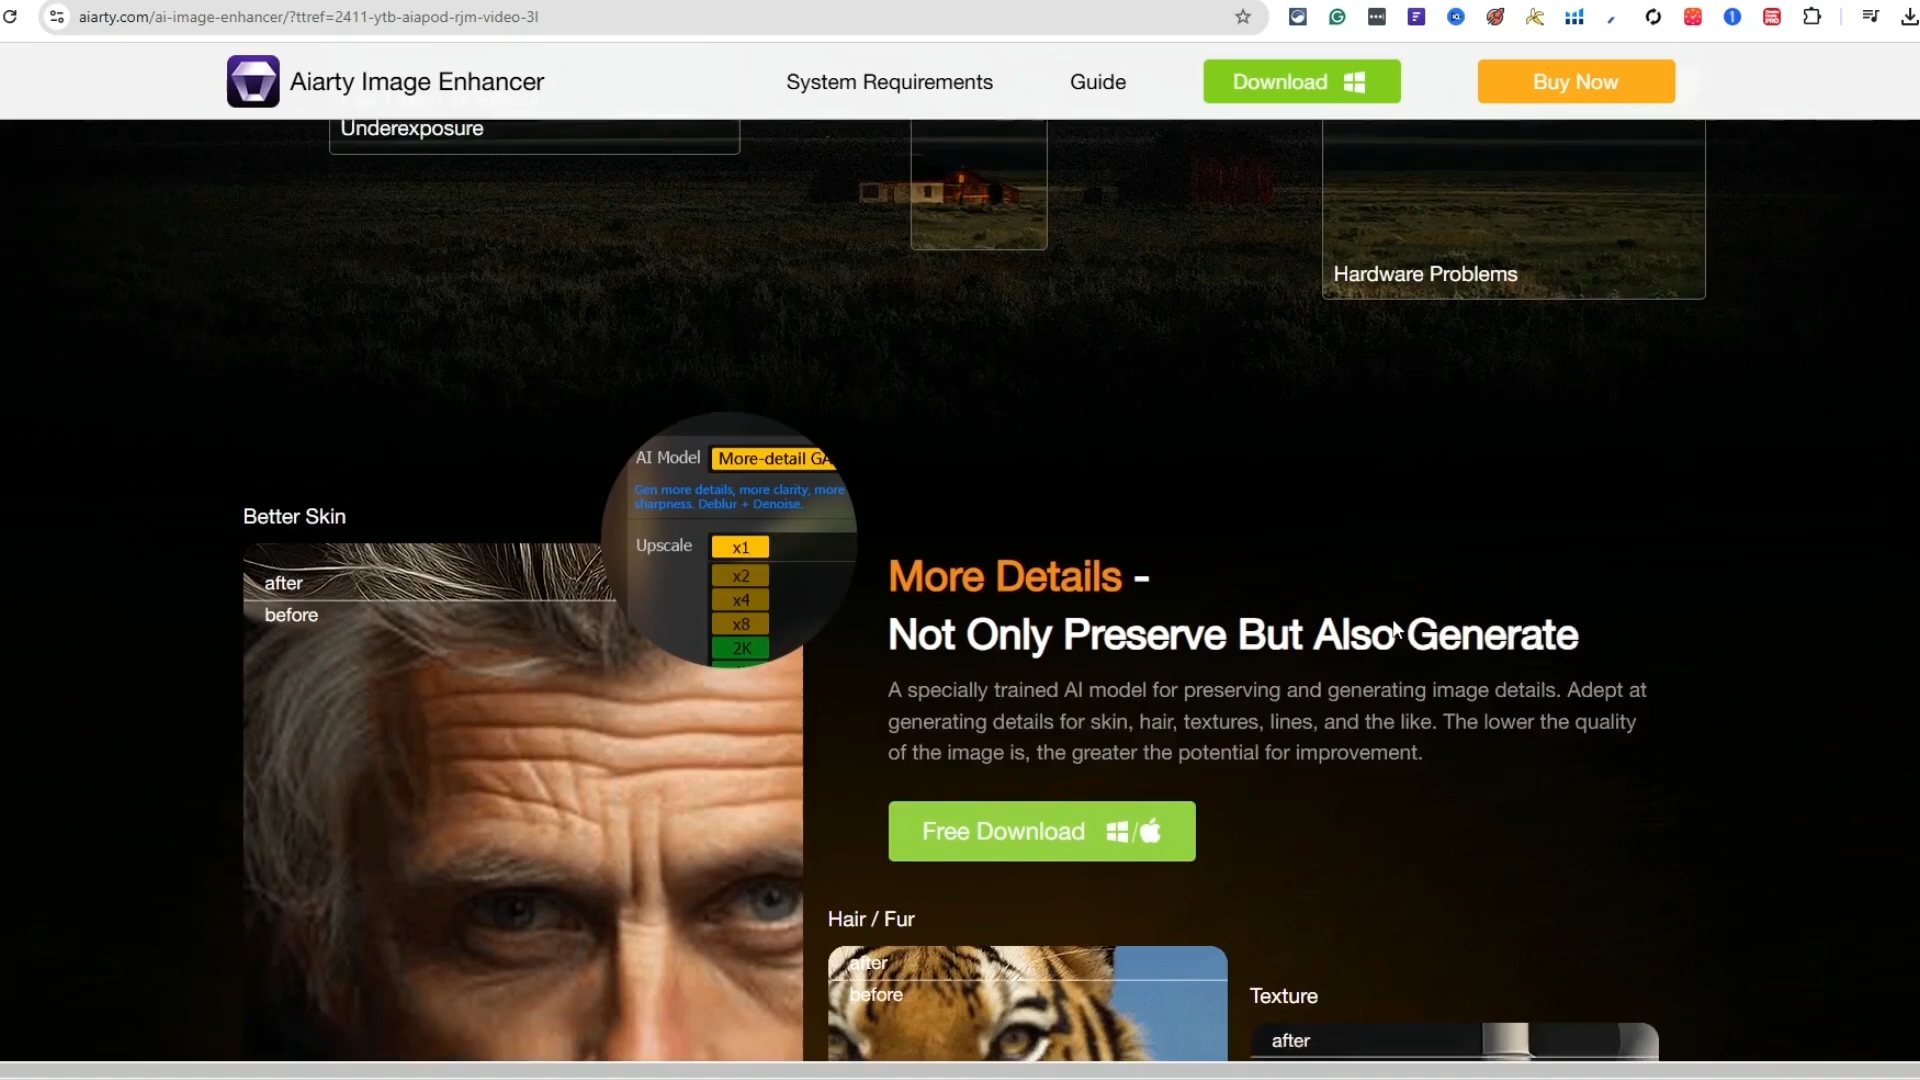 aiarty.com/ai-image-enhancer/?ttref=2411-ytb-aiapod-rjm-video-3l
Aiarty Image Enhancer
System Requirements
Guide
Download
Buy Now
Underexposure
Hardware Problems
AI Model
More-detail GA
Gen more details, more clarity, more
sharpness. Deblur + Denoise.
Upscale
x1
x2
x4
x8
2K
Better Skin
after
before
More Details -
Not Only Preserve But Also Generate
A specially trained AI model for preserving and generating image details. Adept at
generating details for skin, hair, textures, lines, and the like. The lower the quality
of the image is, the greater the potential for improvement.
Free Download
Hair / Fur
after
before
Texture
after